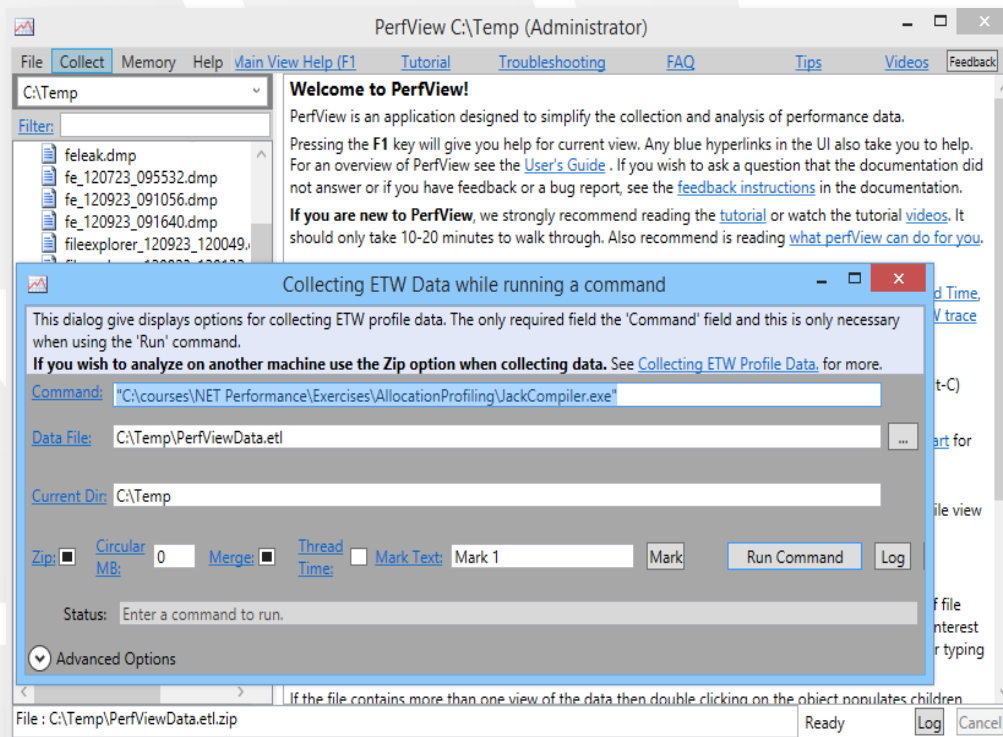 PerfView C:\Temp (Administrator)
File Collect Memory Help Main View Help (F1 Tutorial Troubleshooting FAQ Tips Videos Feedback
C:\Temp
Filter:
feleak.dmp
fe_120723_095532.dmp
fe_120923_091056.dmp
fe_120923_091640.dmp
fileexplorer_120923_120049.
Welcome to PerfView!
PerfView is an application designed to simplify the collection and analysis of performance data.
Pressing the F1 key will give you help for current view. Any blue hyperlinks in the UI also take you to help.
For an overview of PerfView see the User's Guide . If you wish to ask a question that the documentation did
not answer or if you have feedback or a bug report, see the feedback instructions in the documentation.
If you are new to PerfView, we strongly recommend reading the tutorial or watch the tutorial videos. It
should only take 10-20 minutes to walk through. Also recommend is reading what perfView can do for you.
d Time,
W trace
t-C)
art for
ile view
f file
nterest
r typing
If the file contains more than one view of the data then double clicking on the object populates children
Collecting ETW Data while running a command
This dialog give displays options for collecting ETW profile data. The only required field the 'Command' field and this is only necessary
when using the 'Run' command.
If you wish to analyze on another machine use the Zip option when collecting data. See Collecting ETW Profile Data. for more.
Command: "C:\courses\NET Performance\Exercises\AllocationProfiling\JackCompiler.exe"
Data File: C:\Temp\PerfViewData.etl ...
Current Dir: C:\Temp
Zip: Circular MB: 0 Merge: Thread Time: Mark Text: Mark 1 Mark Run Command Log
Status: Enter a command to run.
Advanced Options
File : C:\Temp\PerfViewData.etl.zip Ready Log Cancel